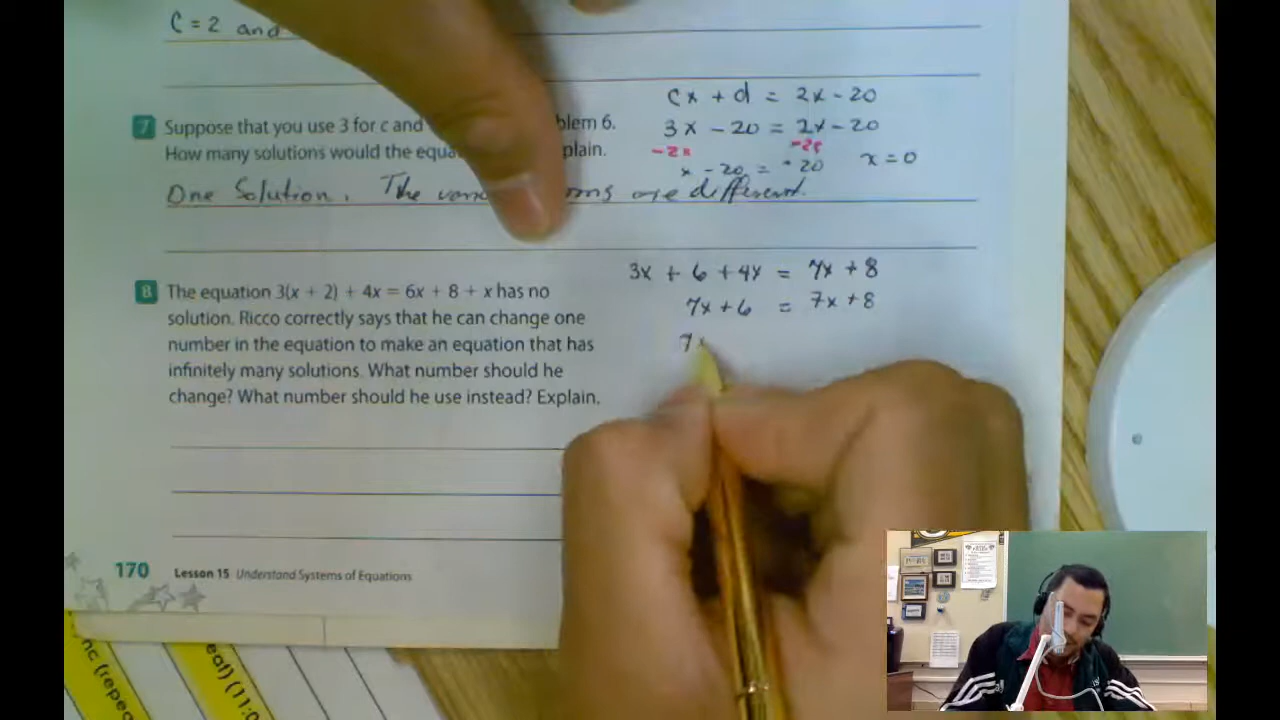 C = 2 and
7 Suppose that you use 3 for c and blem 6.
How many solutions would the equa plain.
One Solution. The are different.
cx + d = 2x - 20
3x - 20 = 2x - 20
-2x -2x
x - 20 = -20 x = 0
8 The equation 3(x + 2) + 4x = 6x + 8 + x has no
solution. Ricco correctly says that he can change one
number in the equation to make an equation that has
infinitely many solutions. What number should he
change? What number should he use instead? Explain.
3x + 6 + 4x = 7x + 8
7x + 6 = 7x + 8
7x
170 Lesson 15 Understand Systems of Equations